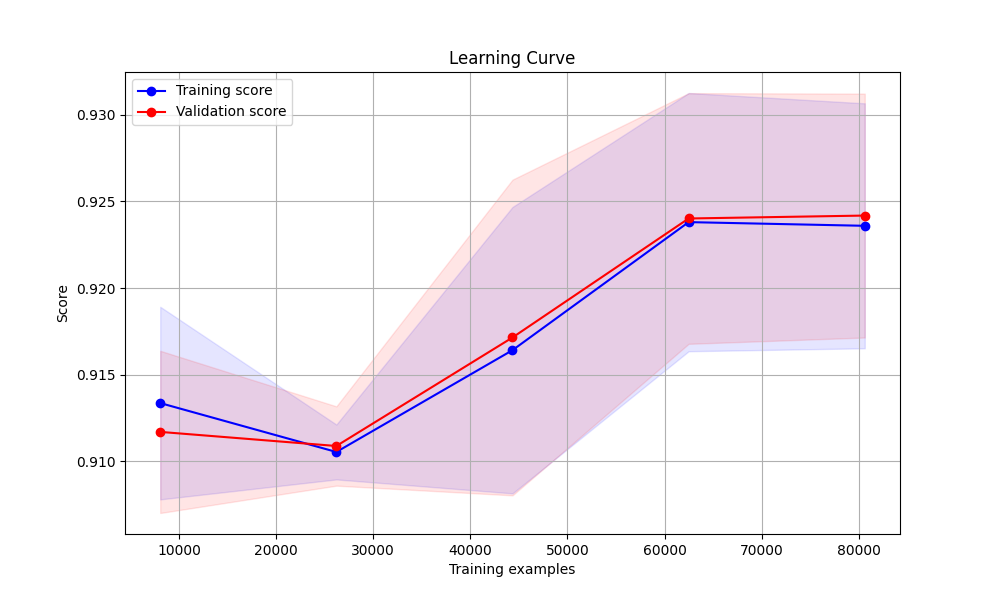 Learning Curve
Training score
Validation score
0.930
0.925
0.920
0.915
0.910
Score
10000 20000 30000 40000 50000 60000 70000 80000
Training examples